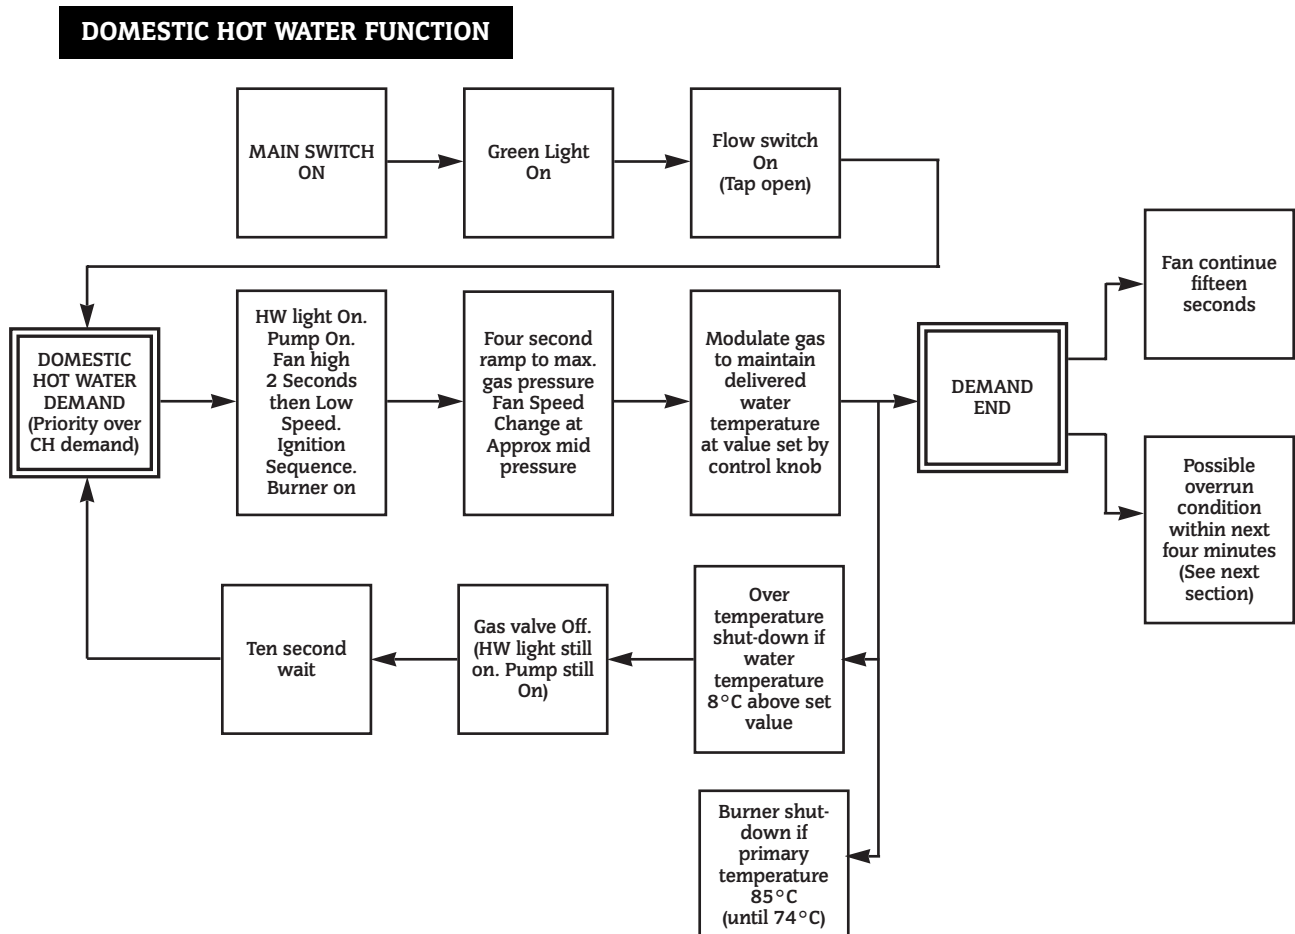 DOMESTIC HOT WATER FUNCTION
MAIN SWITCH
ON
Green Light
On
Flow switch
On
(Tap open)
Fan continue
fifteen
seconds
DOMESTIC
HOT WATER
DEMAND
(Priority over
CH demand)
HW light On.
Pump On.
Fan high
2 Seconds
then Low
Speed.
Ignition
Sequence.
Burner on
Four second
ramp to max.
gas pressure
Fan Speed
Change at
Approx mid
pressure
Modulate gas
to maintain
delivered
water
temperature
at value set by
control knob
DEMAND
END
Possible
overrun
condition
within next
four minutes
(See next
section)
Over
temperature
shut-down if
water
temperature
8°C above set
value
Gas valve Off.
(HW light still
on. Pump still
On)
Ten second
wait
Burner shut-
down if
primary
temperature
85°C
(until 74°C)